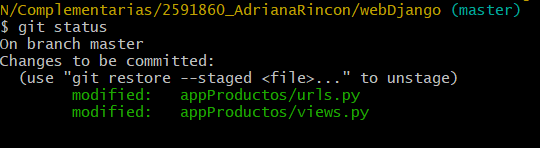 N/Complementarias/2591860_AdrianaRincon/webDjango (master)
$ git status
On branch master
Changes to be committed:
  (use "git restore --staged <file>..." to unstage)
        modified:   appProductos/urls.py
        modified:   appProductos/views.py